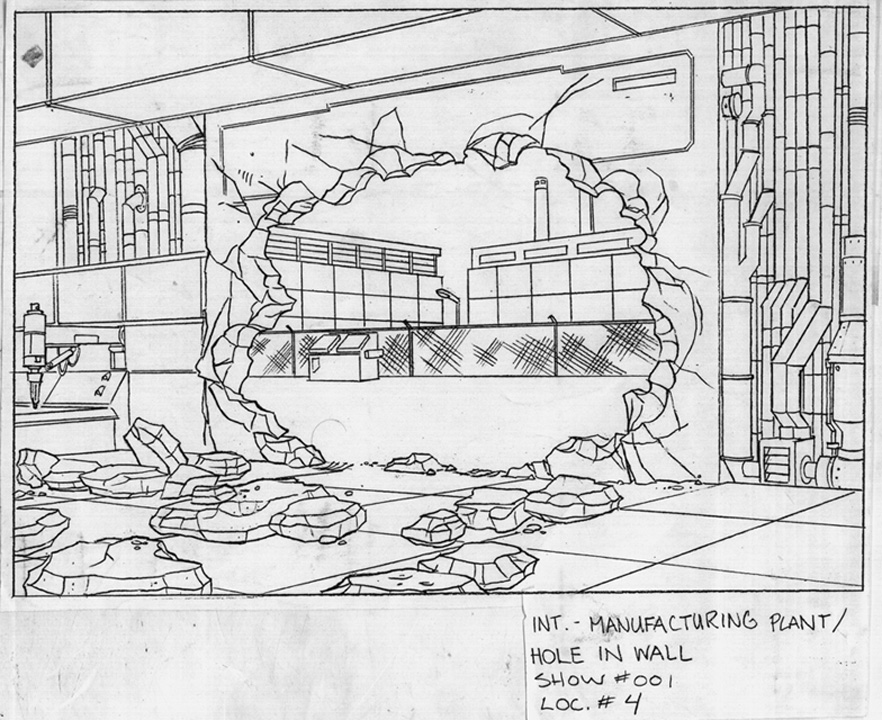 INT.- MANUFACTURING PLANT/
HOLE IN WALL
SHOW #001
LOC. # 4